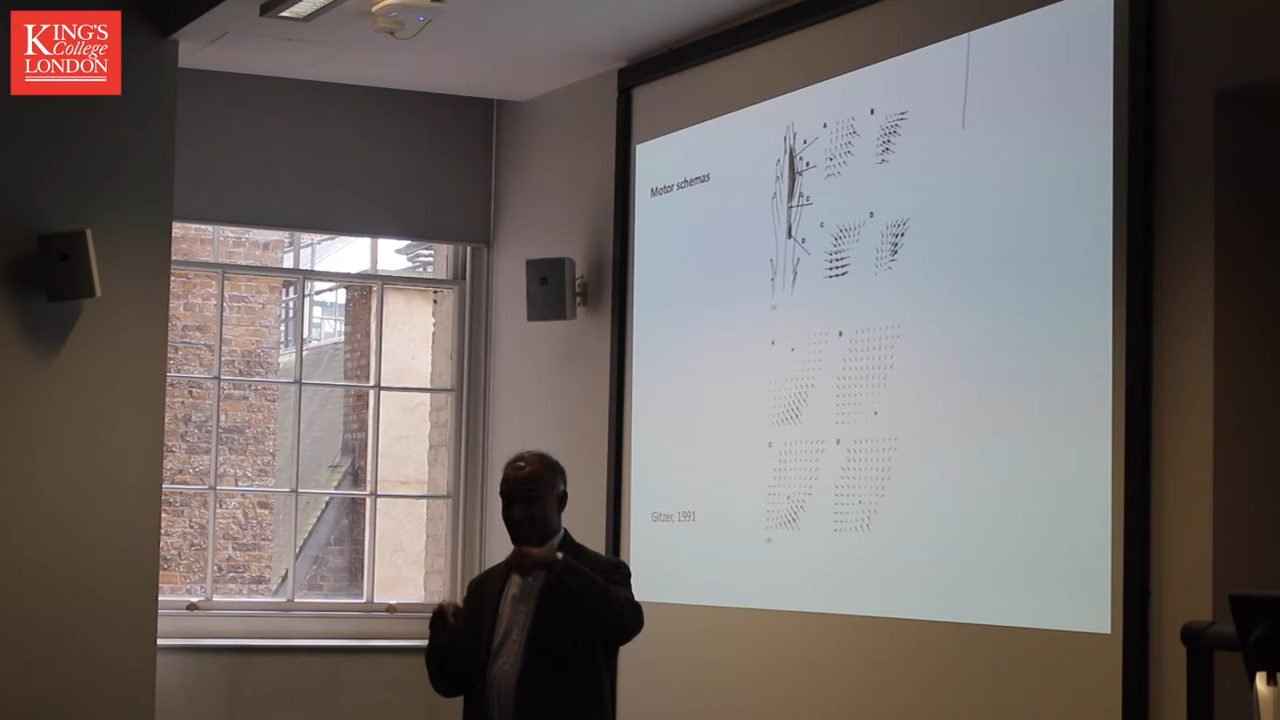 KING'S
College
LONDON
Motor schemas
A
B
A
B
C
D
C
D
A
B
C
D
Gitzer, 1991